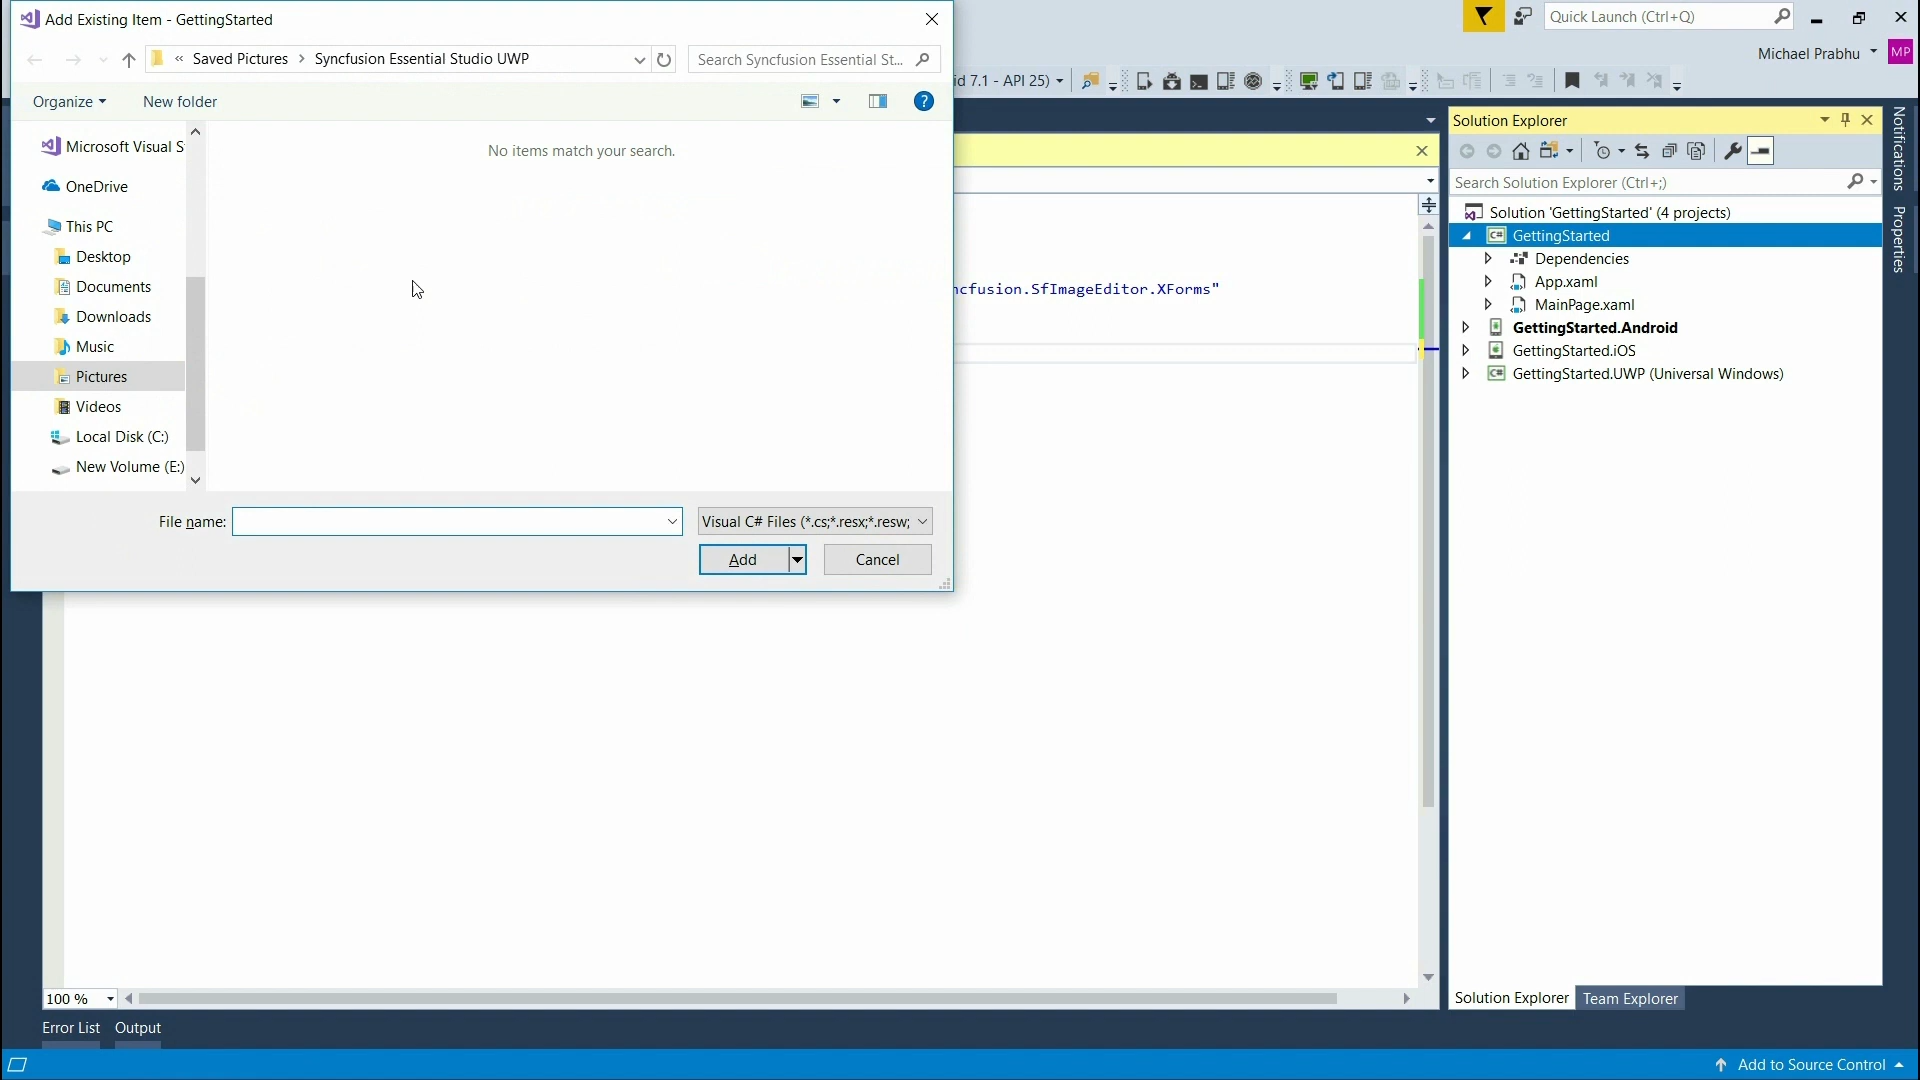 Add Existing Item - GettingStarted
Quick Launch (Ctrl+Q)
Michael Prabhu
MP
« Saved Pictures > Syncfusion Essential Studio UWP
Search Syncfusion Essential St...
id 7.1 - API 25)
Organize
New folder
?
Microsoft Visual S
No items match your search.
OneDrive
This PC
Desktop
Documents
Downloads
Music
Pictures
Videos
Local Disk (C:)
New Volume (E:)
File name:
Visual C# Files (*.cs;*.resx;*.resw;
Add
Cancel
ncfusion.SfImageEditor.XForms"
Solution Explorer
Search Solution Explorer (Ctrl+;)
Solution 'GettingStarted' (4 projects)
C# GettingStarted
Dependencies
App.xaml
MainPage.xaml
GettingStarted.Android
GettingStarted.iOS
C# GettingStarted.UWP (Universal Windows)
Notifications
Properties
100 %
Solution Explorer
Team Explorer
Error List
Output
Add to Source Control